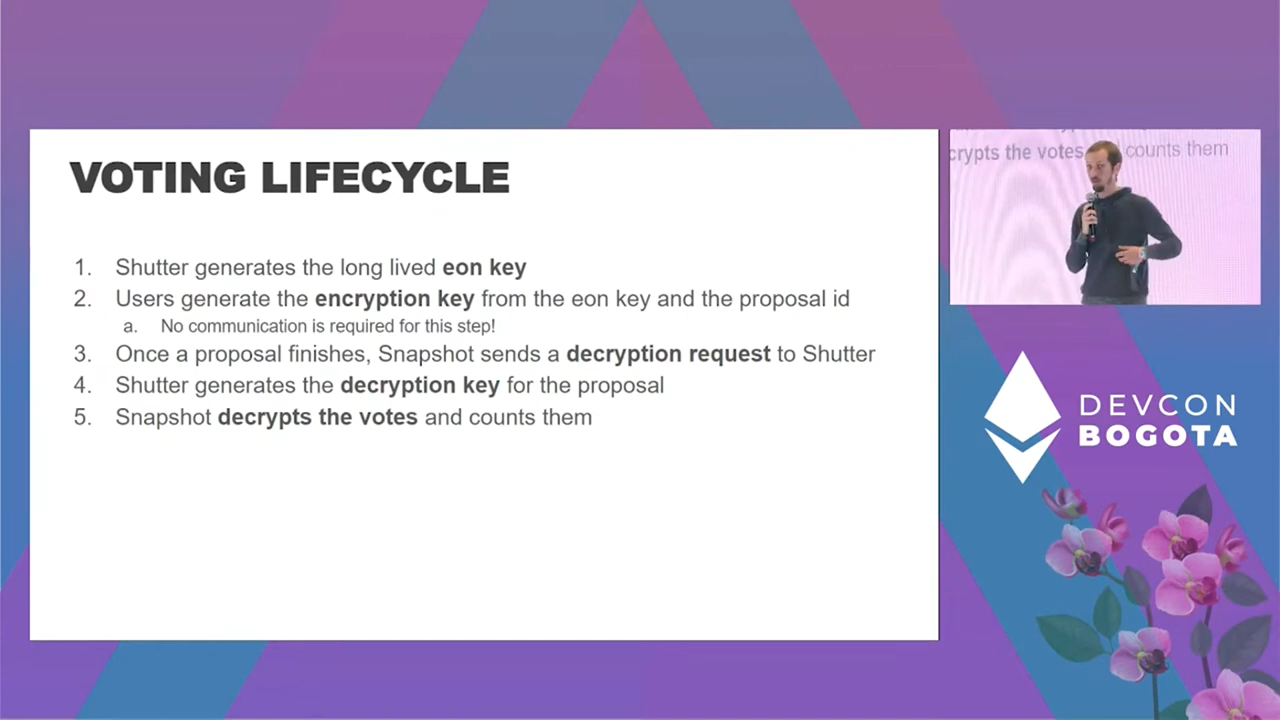 VOTING LIFECYCLE
1. Shutter generates the long lived eon key
2. Users generate the encryption key from the eon key and the proposal id
a. No communication is required for this step!
3. Once a proposal finishes, Snapshot sends a decryption request to Shutter
4. Shutter generates the decryption key for the proposal
5. Snapshot decrypts the votes and counts them
crypts the votes counts them
DEVCON
BOGOTA